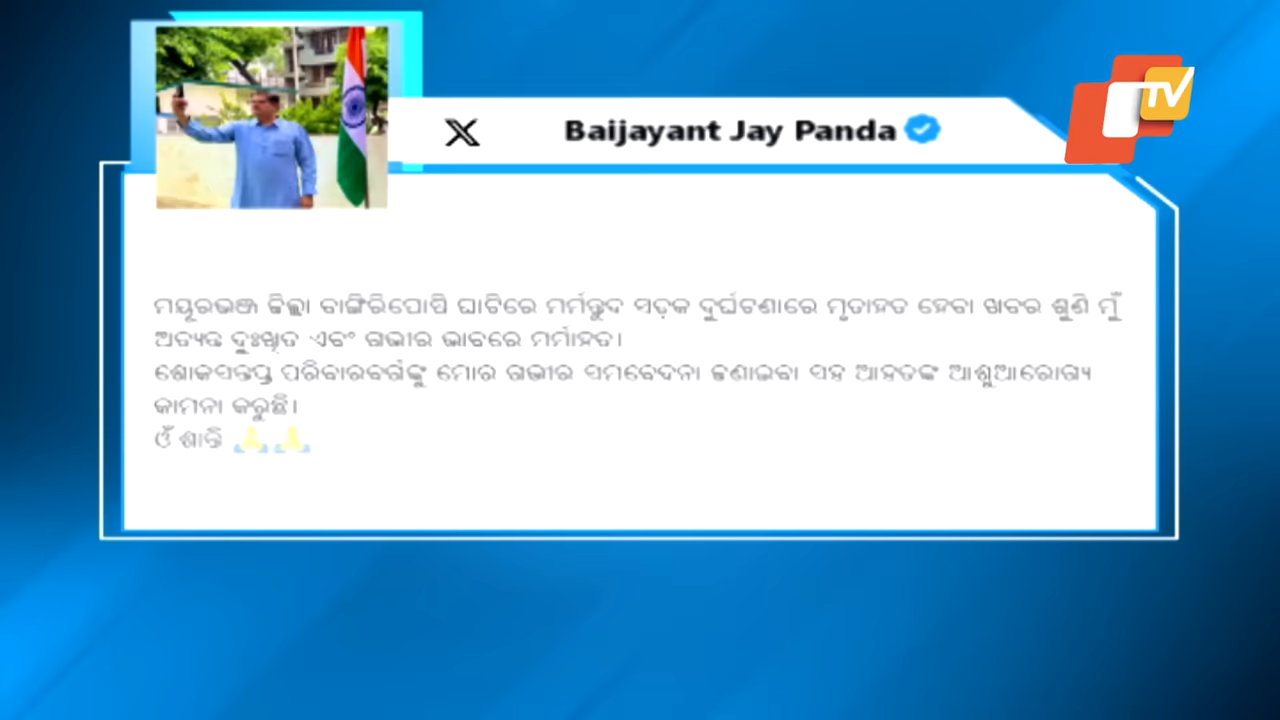 Baijayant Jay Panda
TV
ମୟୂରଭଞ୍ଜ ଜିଲ୍ଲା ବାଙ୍ଗିରିପୋଷି ଘାଟିରେ ମର୍ମନ୍ତୁଦ ସଡ଼କ ଦୁର୍ଘଟଣାରେ ମୃତାହତ ହେବା ଖବର ଶୁଣି ମୁଁ
ଅତ୍ୟନ୍ତ ଦୁଃଖିତ ଏବଂ ଗଭୀର ଭାବରେ ମର୍ମାହତ।
ଶୋକସନ୍ତପ୍ତ ପରିବାରବର୍ଗଙ୍କୁ ମୋର ଗଭୀର ସମବେଦନା ଜଣାଇବା ସହ ଆହତଙ୍କ ଆଶୁଆରୋଗ୍ୟ
କାମନା କରୁଛି।
ଓଁ ଶାନ୍ତି 🙏🙏